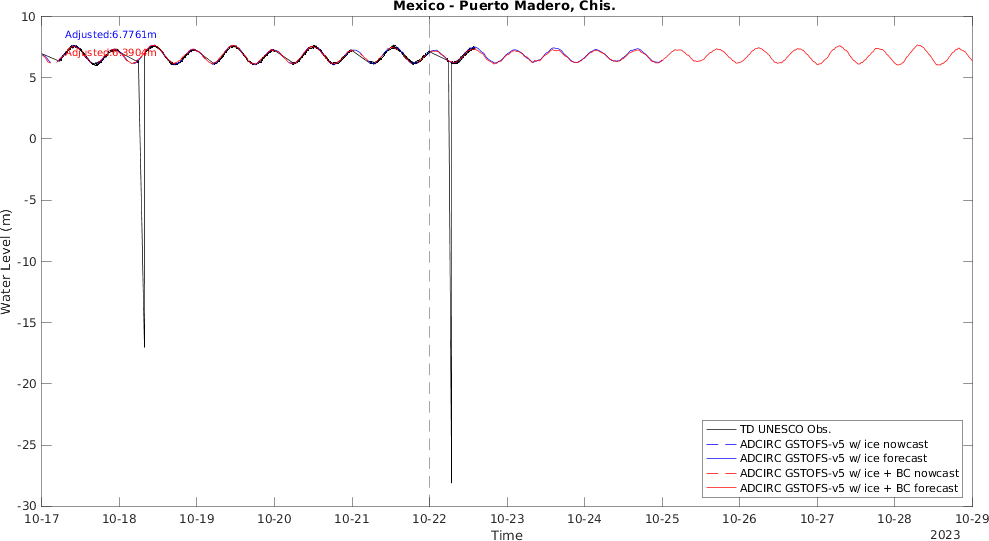 Mexico - Puerto Madero, Chis.
Adjusted:6.7761m
Adjusted:6.3904m
Water Level (m)
10
5
0
-5
-10
-15
-20
-25
-30
TD UNESCO Obs.
ADCIRC GSTOFS-v5 w/ ice nowcast
ADCIRC GSTOFS-v5 w/ ice forecast
ADCIRC GSTOFS-v5 w/ ice + BC nowcast
ADCIRC GSTOFS-v5 w/ ice + BC forecast
10-17 10-18 10-19 10-20 10-21 10-22 10-23 10-24 10-25 10-26 10-27 10-28 10-29
Time
2023